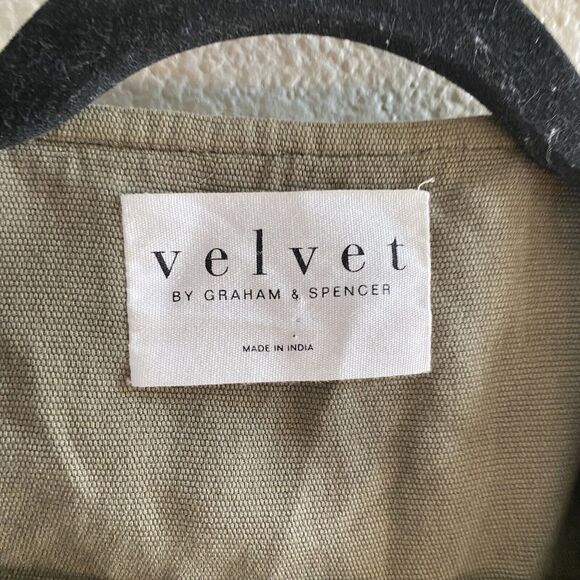 velvet
BY GRAHAM & SPENCER
MADE IN INDIA